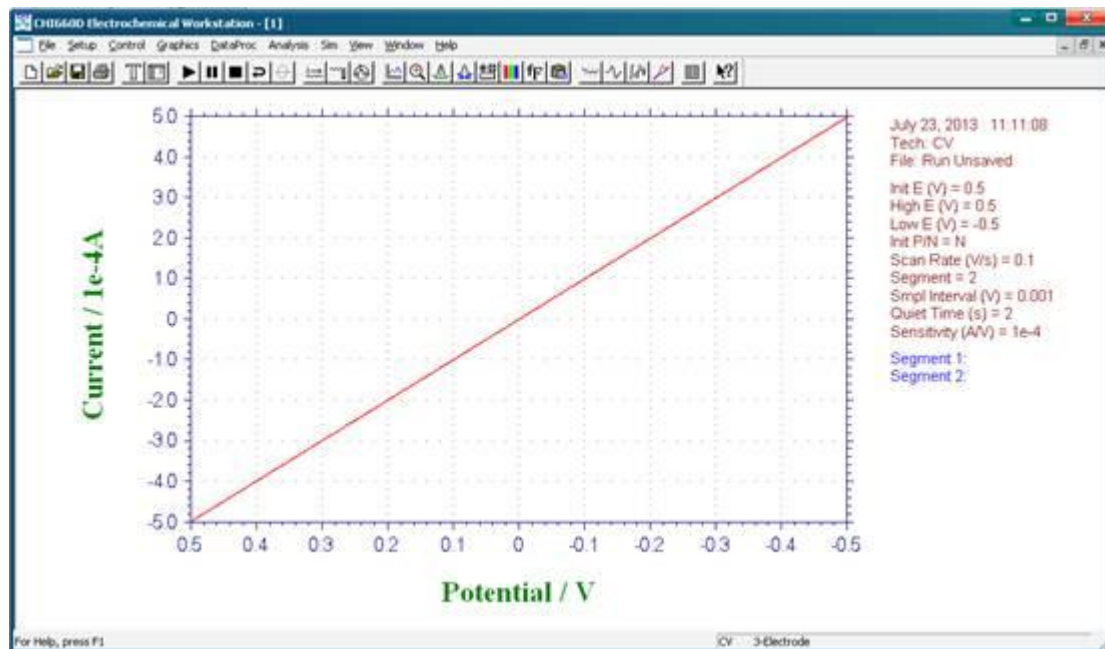 CHI660D Electrochemical Workstation - [1]
File Setup Control Graphics DataProc Analysis Sim View Window Help
5.0
4.0
3.0
2.0
1.0
0
-1.0
-2.0
-3.0
-4.0
-5.0
Current / 1e-4A
0.5 0.4 0.3 0.2 0.1 0 -0.1 -0.2 -0.3 -0.4 -0.5
Potential / V
July 23, 2013 11:11:08
Tech: CV
File: Run Unsaved
Init E (V) = 0.5
High E (V) = 0.5
Low E (V) = -0.5
Init P/N = N
Scan Rate (V/s) = 0.1
Segment = 2
Smpl Interval (V) = 0.001
Quiet Time (s) = 2
Sensitivity (A/V) = 1e-4
Segment 1:
Segment 2:
For Help, press F1
CV 3-Electrode